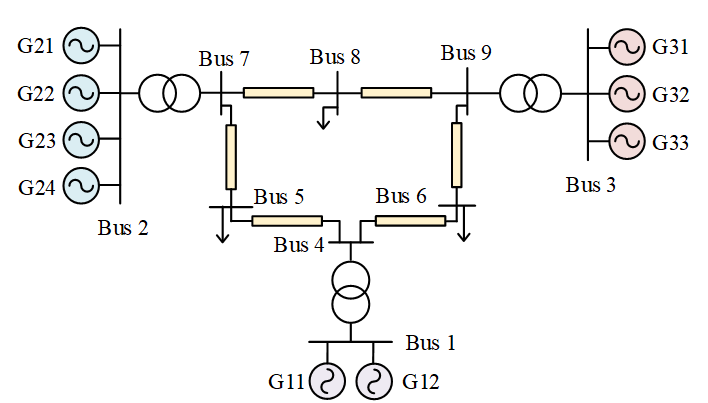 G21
G22
G23
G24
Bus 2
Bus 7
Bus 8
Bus 9
G31
G32
G33
Bus 3
Bus 5
Bus 6
Bus 4
Bus 1
G11
G12